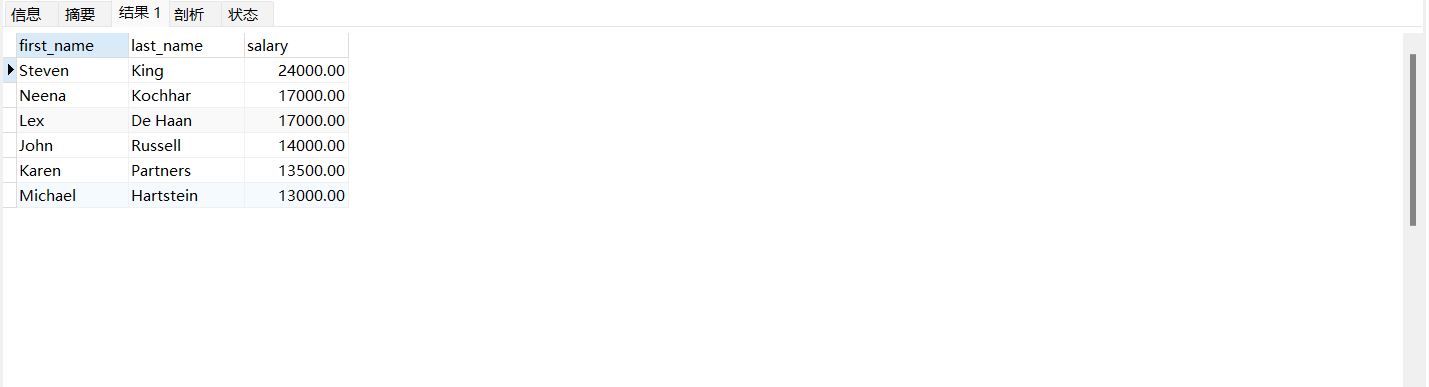 信息 摘要 结果 1 剖析 状态
first_name last_name salary
Steven King 24000.00
Neena Kochhar 17000.00
Lex De Haan 17000.00
John Russell 14000.00
Karen Partners 13500.00
Michael Hartstein 13000.00